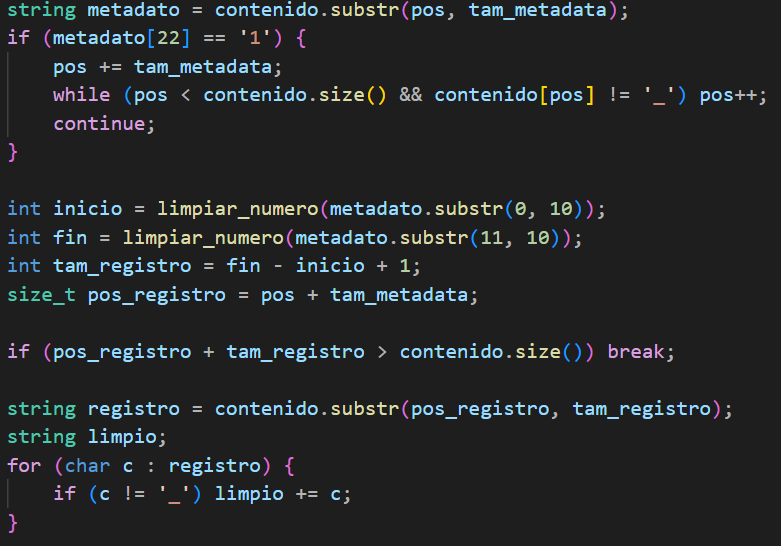 string metadato = contenido.substr(pos, tam_metadata);
if (metadato[22] == '1') {
    pos += tam_metadata;
    while (pos < contenido.size() && contenido[pos] != '_') pos++;
    continue;
}

int inicio = limpiar_numero(metadato.substr(0, 10));
int fin = limpiar_numero(metadato.substr(11, 10));
int tam_registro = fin - inicio + 1;
size_t pos_registro = pos + tam_metadata;

if (pos_registro + tam_registro > contenido.size()) break;

string registro = contenido.substr(pos_registro, tam_registro);
string limpio;
for (char c : registro) {
    if (c != '_') limpio += c;
}